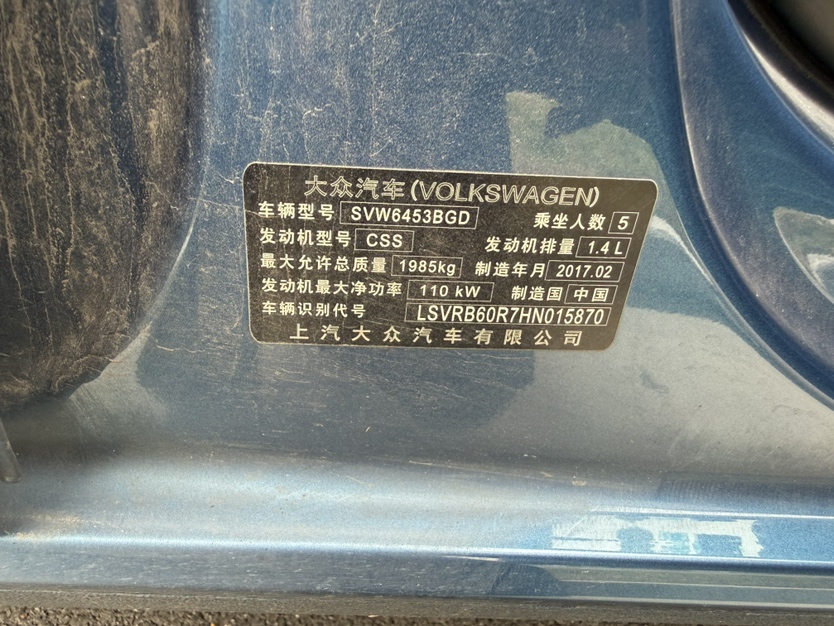 大众汽车(VOLKSWAGEN)
车辆型号 SVW6453BGD 乘坐人数 5
发动机型号 CSS 发动机排量 1.4 L
最大允许总质量 1985kg 制造年月 2017.02
发动机最大净功率 110 kW 制造国 中国
车辆识别代号 LSVRB60R7HN015870
上汽大众汽车有限公司